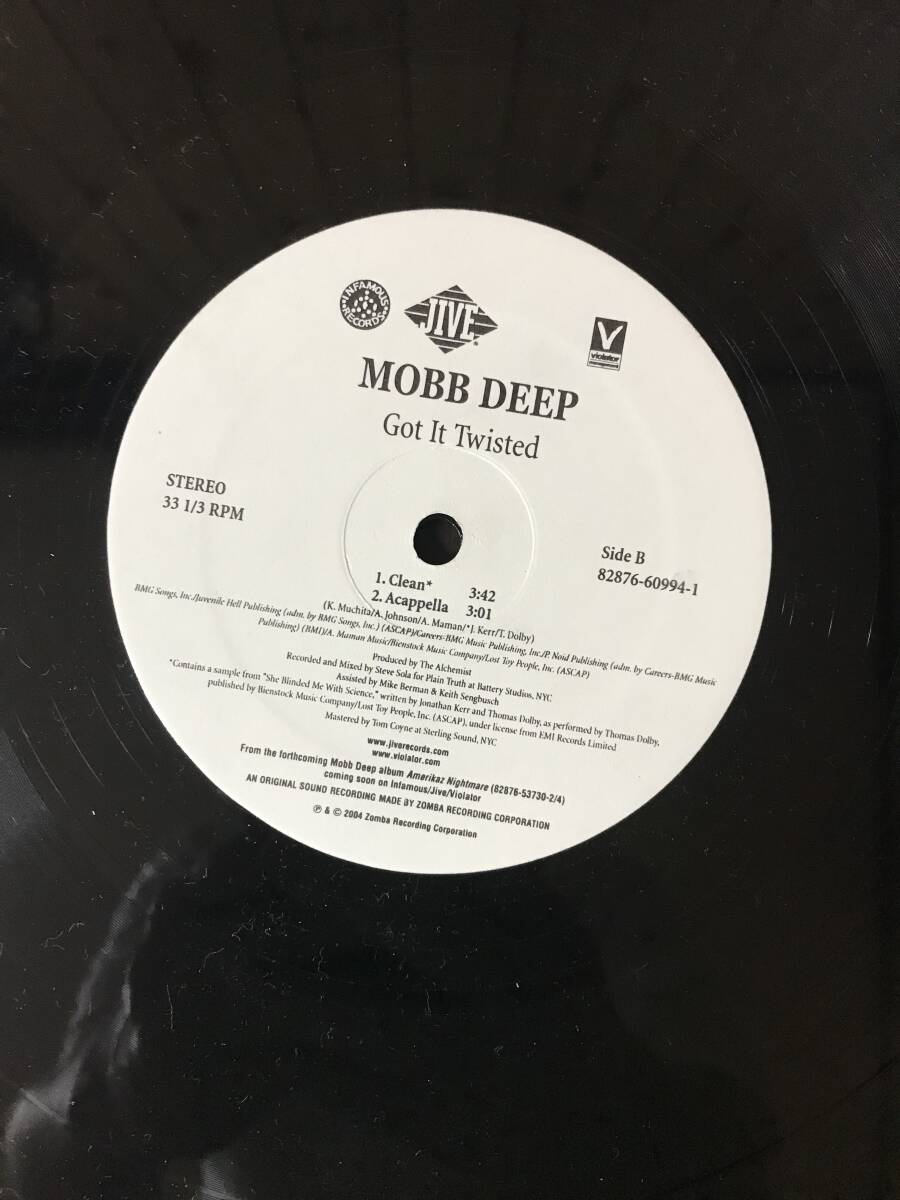 INFAMOUS RECORDS
JIVE
V
violator
MOBB DEEP
Got It Twisted
STEREO
33 1/3 RPM
Side B
82876-60994-1
1. Clean* 3:42
2. Acappella 3:01
(K. Muchita/A. Johnson/A. Maman/*J. Kerr/T. Dolby)
BMG Songs, Inc./Juvenile Hell Publishing (adm. by BMG Songs, Inc.) (ASCAP)/Careers-BMG Music Publishing, Inc./P. Noid Publishing (adm. by Careers-BMG Music
Publishing) (BMI)/A. Maman Music/Bienstock Music Company/Lost Toy People, Inc. (ASCAP)
Produced by The Alchemist
Recorded and Mixed by Steve Sola for Plain Truth at Battery Studios, NYC
Assisted by Mike Berman & Keith Sengbusch
*Contains a sample from "She Blinded Me With Science," written by Jonathan Kerr and Thomas Dolby, as performed by Thomas Dolby,
published by Bienstock Music Company/Lost Toy People, Inc. (ASCAP), under license from EMI Records Limited
Mastered by Tom Coyne at Sterling Sound, NYC
www.jiverecords.com
www.violator.com
From the forthcoming Mobb Deep album Amerikaz Nightmare (82876-53730-2/4)
coming soon on Infamous/Jive/Violator
AN ORIGINAL SOUND RECORDING MADE BY ZOMBA RECORDING CORPORATION
℗ & © 2004 Zomba Recording Corporation